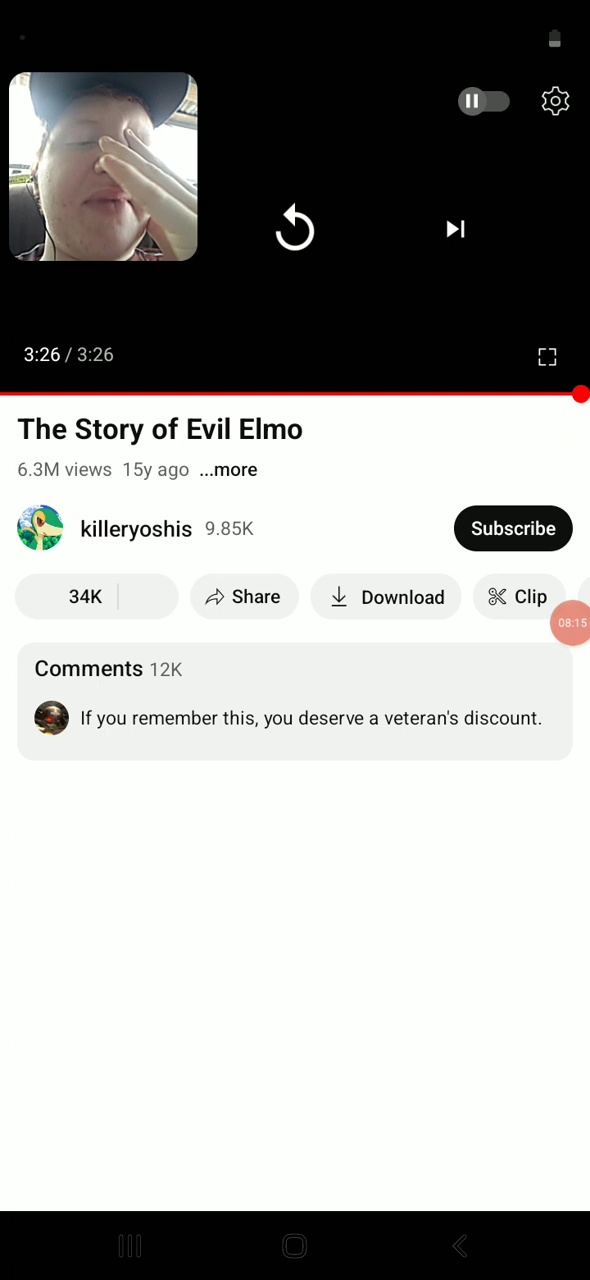 3:26 / 3:26
The Story of Evil Elmo
6.3M views 15y ago ...more
killeryoshis 9.85K
Subscribe
34K
Share
Download
Clip
08:15
Comments 12K
If you remember this, you deserve a veteran's discount.